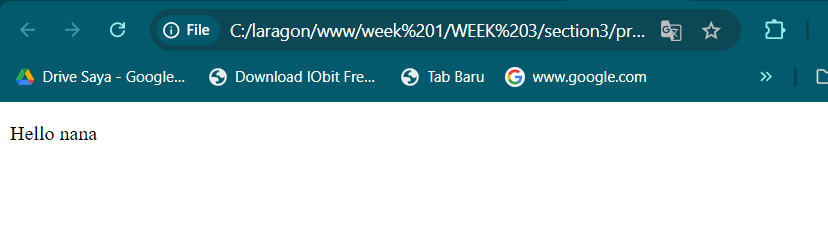 File C:/laragon/www/week%201/WEEK%203/section3/pr...
Drive Saya - Google... Download IObit Fre... Tab Baru www.google.com »
Hello nana